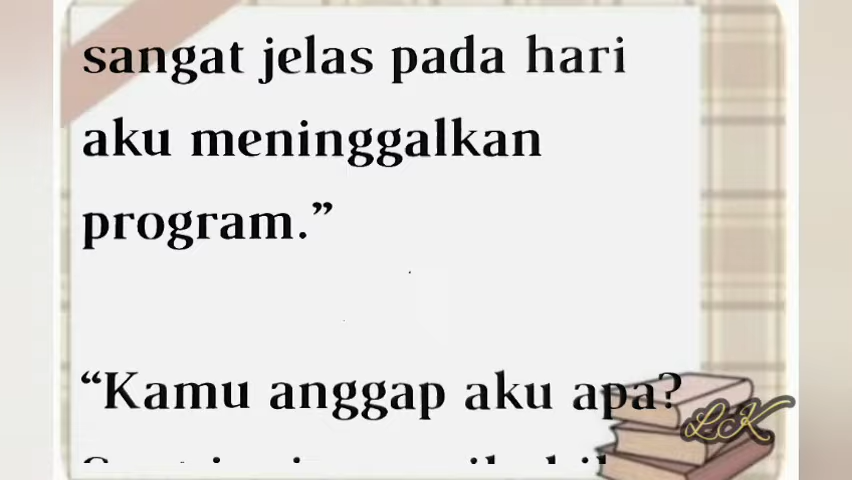 sangat jelas pada hari
aku meninggalkan
program.”
“Kamu anggap aku apa?
LK